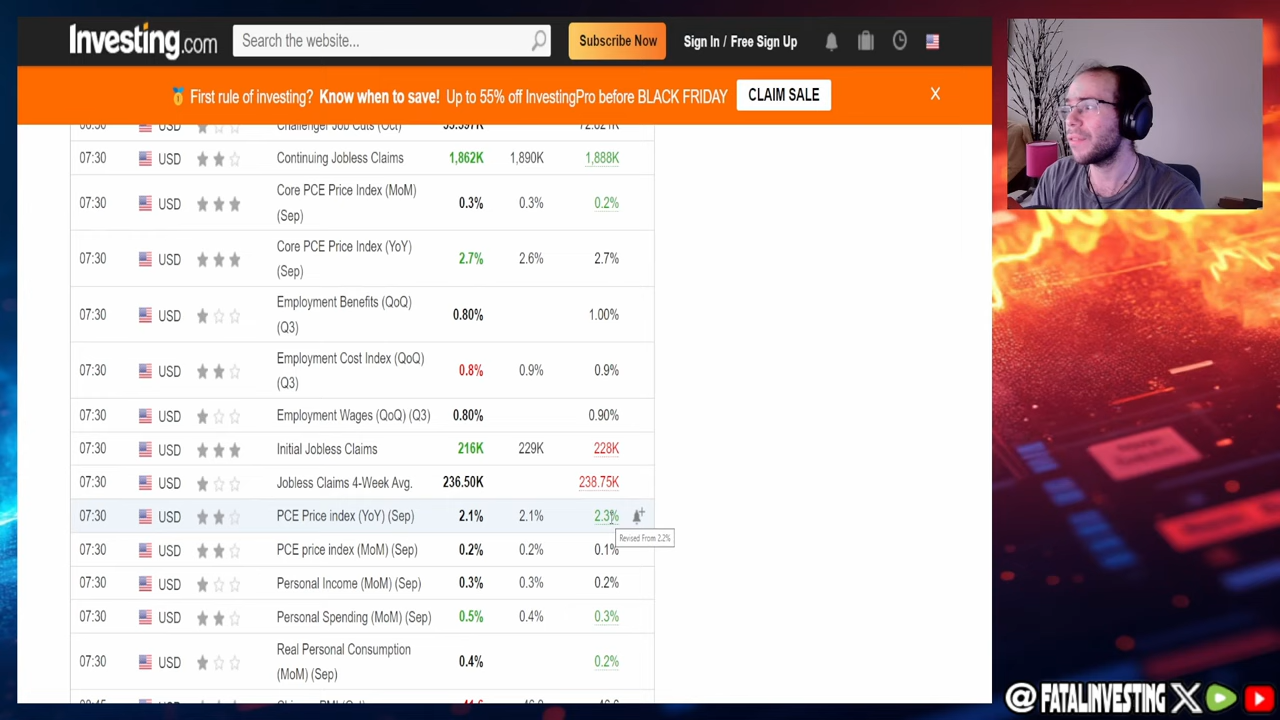 Investing.com
Search the website...
Subscribe Now
Sign In / Free Sign Up
First rule of investing? Know when to save! Up to 55% off InvestingPro before BLACK FRIDAY
CLAIM SALE
X
Challenger Job Cuts (Oct)
07:30 USD Continuing Jobless Claims 1,862K 1,890K 1,888K
07:30 USD Core PCE Price Index (MoM) (Sep) 0.3% 0.3% 0.2%
07:30 USD Core PCE Price Index (YoY) (Sep) 2.7% 2.6% 2.7%
07:30 USD Employment Benefits (QoQ) (Q3) 0.80% 1.00%
07:30 USD Employment Cost Index (QoQ) (Q3) 0.8% 0.9% 0.9%
07:30 USD Employment Wages (QoQ) (Q3) 0.80% 0.90%
07:30 USD Initial Jobless Claims 216K 229K 228K
07:30 USD Jobless Claims 4-Week Avg. 236.50K 238.75K
07:30 USD PCE Price index (YoY) (Sep) 2.1% 2.1% 2.3%
Revised From 2.2%
07:30 USD PCE price index (MoM) (Sep) 0.2% 0.2% 0.1%
07:30 USD Personal Income (MoM) (Sep) 0.3% 0.3% 0.2%
07:30 USD Personal Spending (MoM) (Sep) 0.5% 0.4% 0.3%
07:30 USD Real Personal Consumption (MoM) (Sep) 0.4% 0.2%
@FATALINVESTING